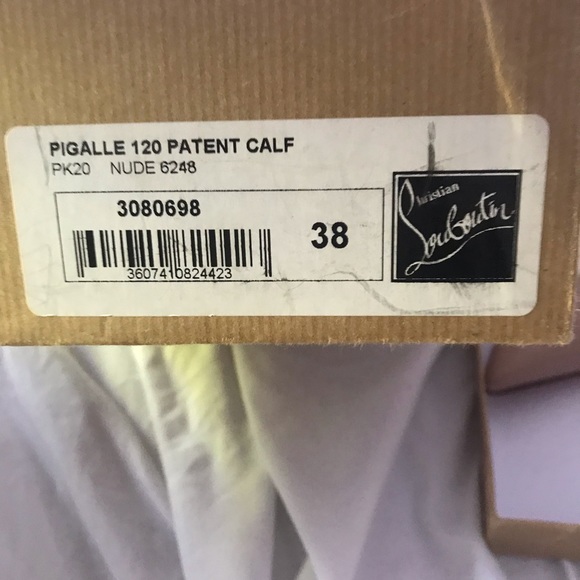 PIGALLE 120 PATENT CALF
PK20 NUDE 6248
3080698
3607410824423
38
Christian
Louboutin